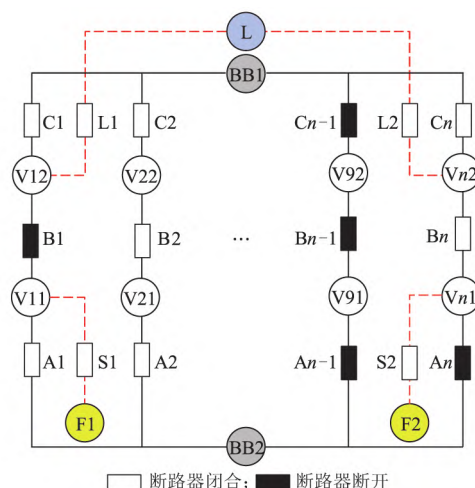 L
BB1
C1 L1 C2 Cn-1 L2 Cn
V12 V22 V92 Vn2
B1 B2 ... Bn-1 Bn
V11 V21 V91 Vn1
A1 S1 A2 An-1 S2 An
F1 F2
BB2
断路器闭合; 断路器断开